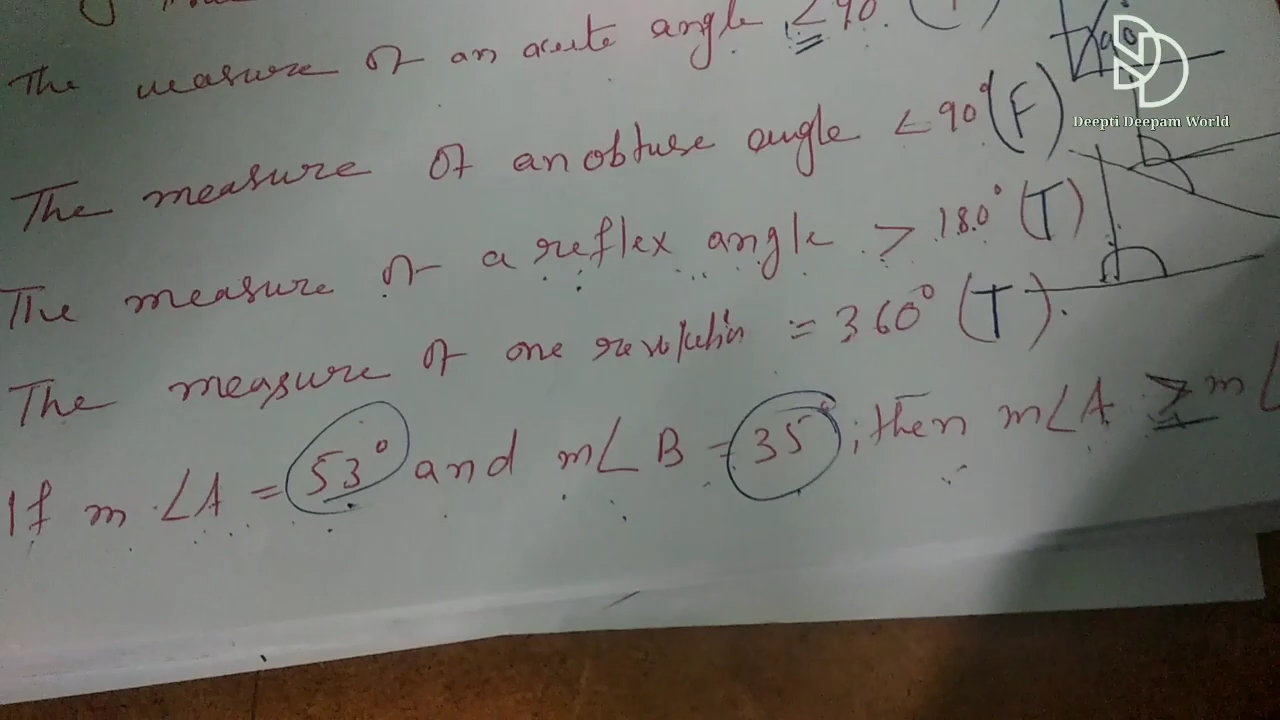 The measure of an acute angle < 90.
The measure of an obtuse angle < 90° (F)
The measure of a reflex angle > 180° (T)
The measure of one revolution = 360° (T).
If m ∠A = 53° and m∠ B = 35°, then m∠A > m∠
Deepti Deepam World